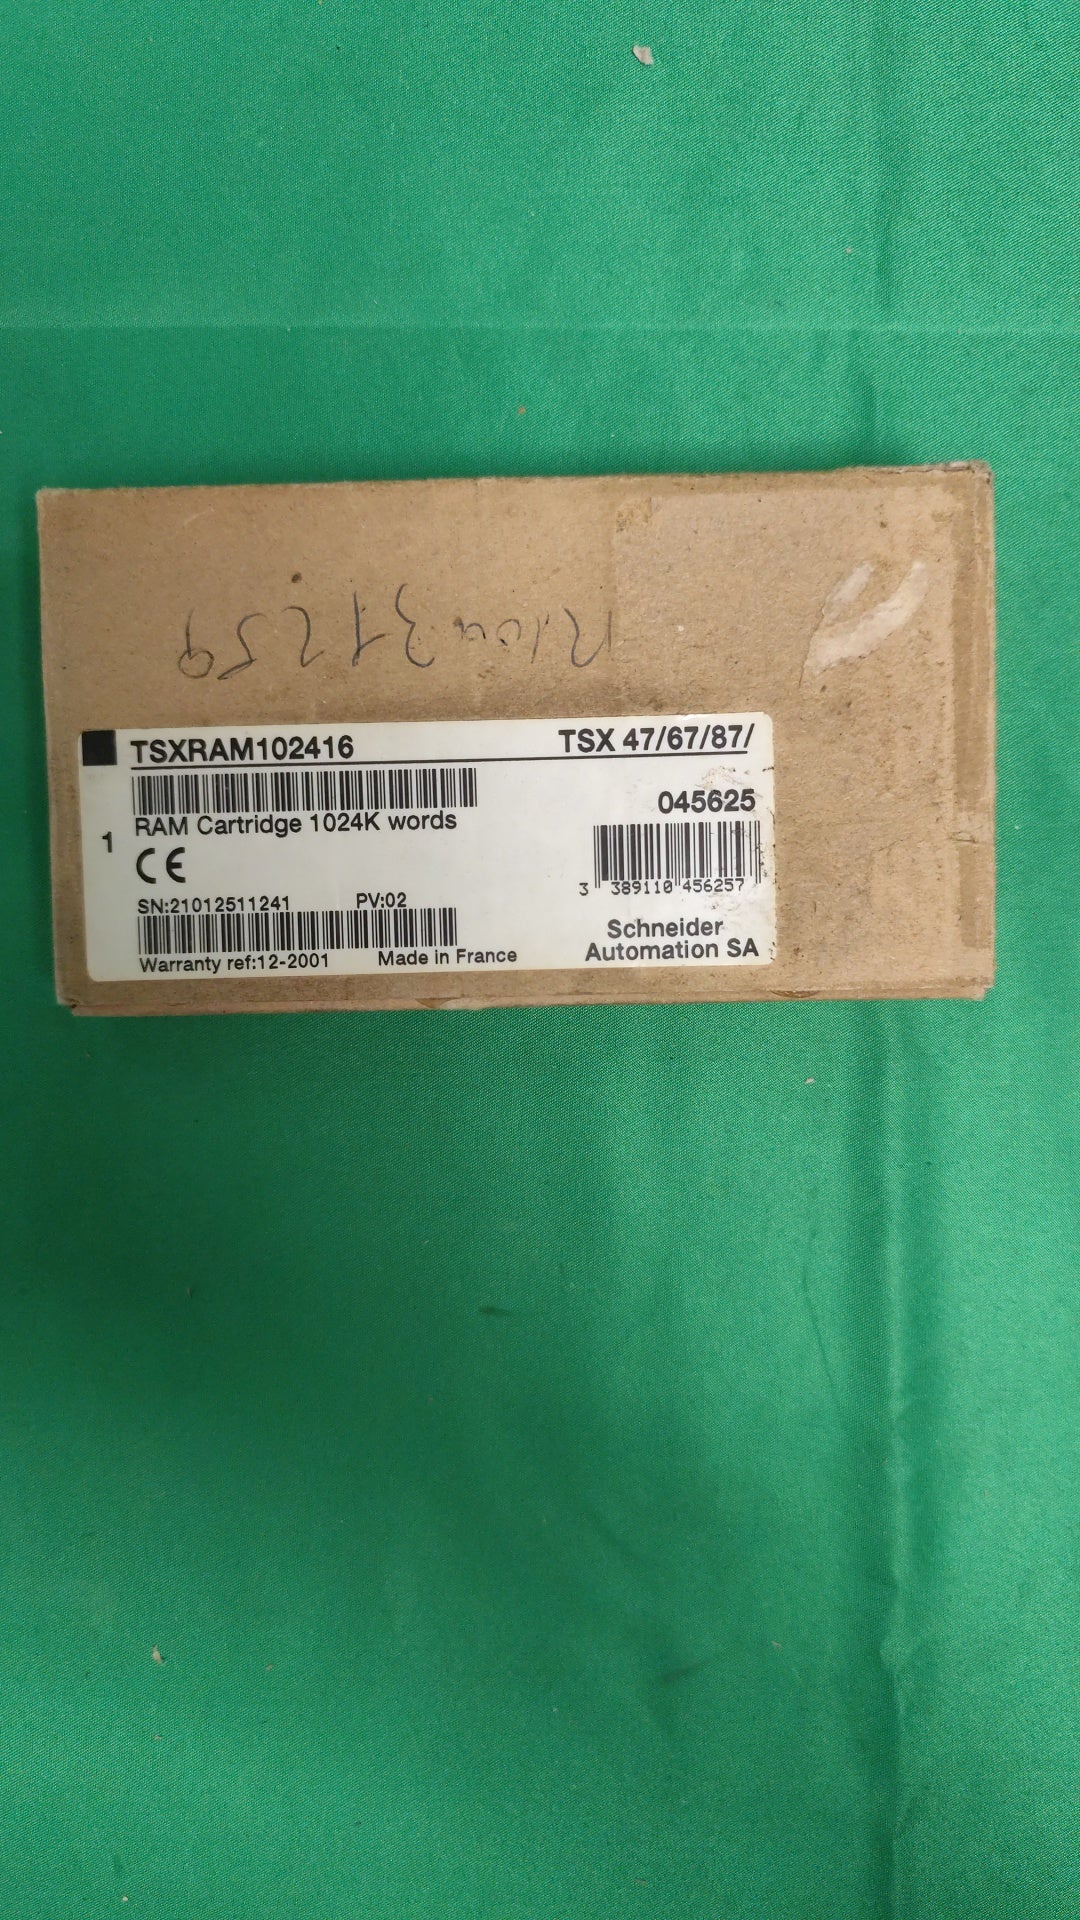 TSXRAM102416 TSX 47/67/87/
RAM Cartridge 1024K words 045625
1
CE
3 389110 456257
SN:21012511241 PV:02
Schneider
Automation SA
Warranty ref:12-2001 Made in France